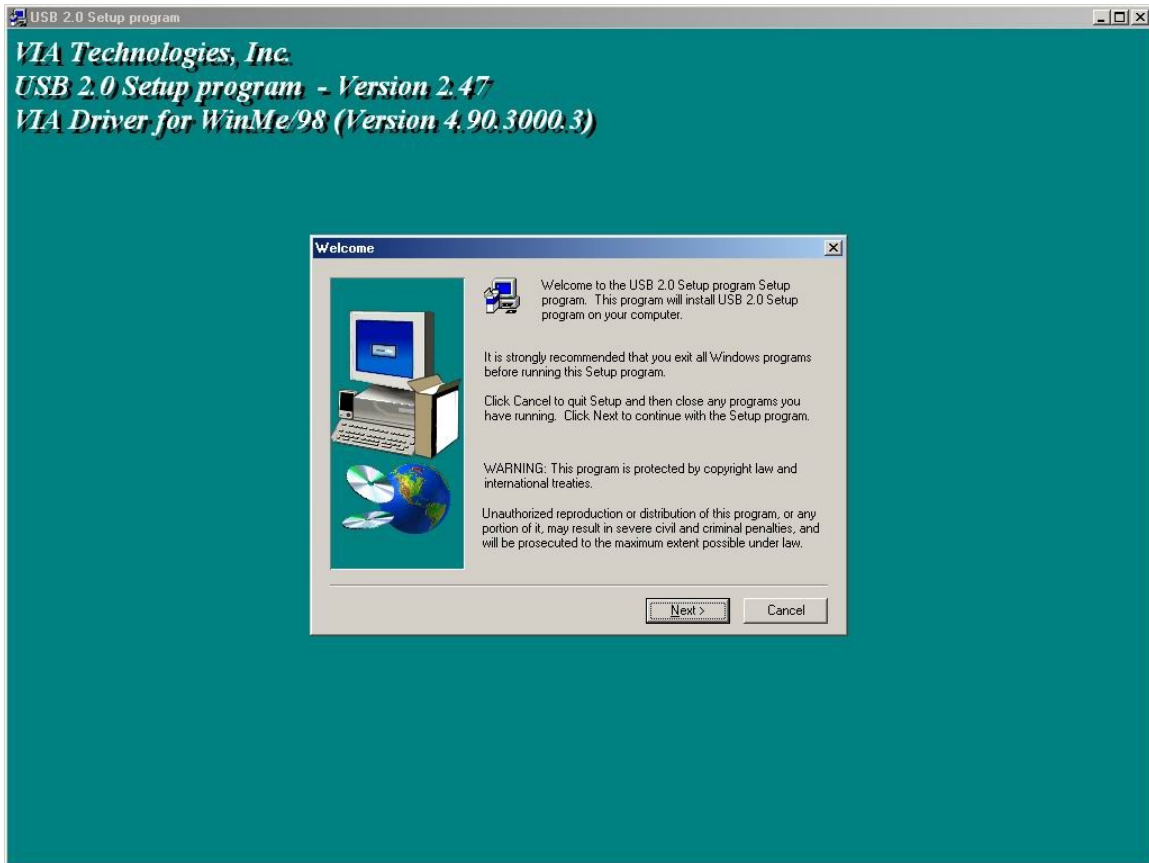 USB 2.0 Setup program
VIA Technologies, Inc.
USB 2.0 Setup program - Version 2.47
VIA Driver for WinMe/98 (Version 4.90.3000.3)
Welcome
Welcome to the USB 2.0 Setup program Setup
program. This program will install USB 2.0 Setup
program on your computer.
It is strongly recommended that you exit all Windows programs
before running this Setup program.
Click Cancel to quit Setup and then close any programs you
have running. Click Next to continue with the Setup program.
WARNING: This program is protected by copyright law and
international treaties.
Unauthorized reproduction or distribution of this program, or any
portion of it, may result in severe civil and criminal penalties, and
will be prosecuted to the maximum extent possible under law.
Next >
Cancel